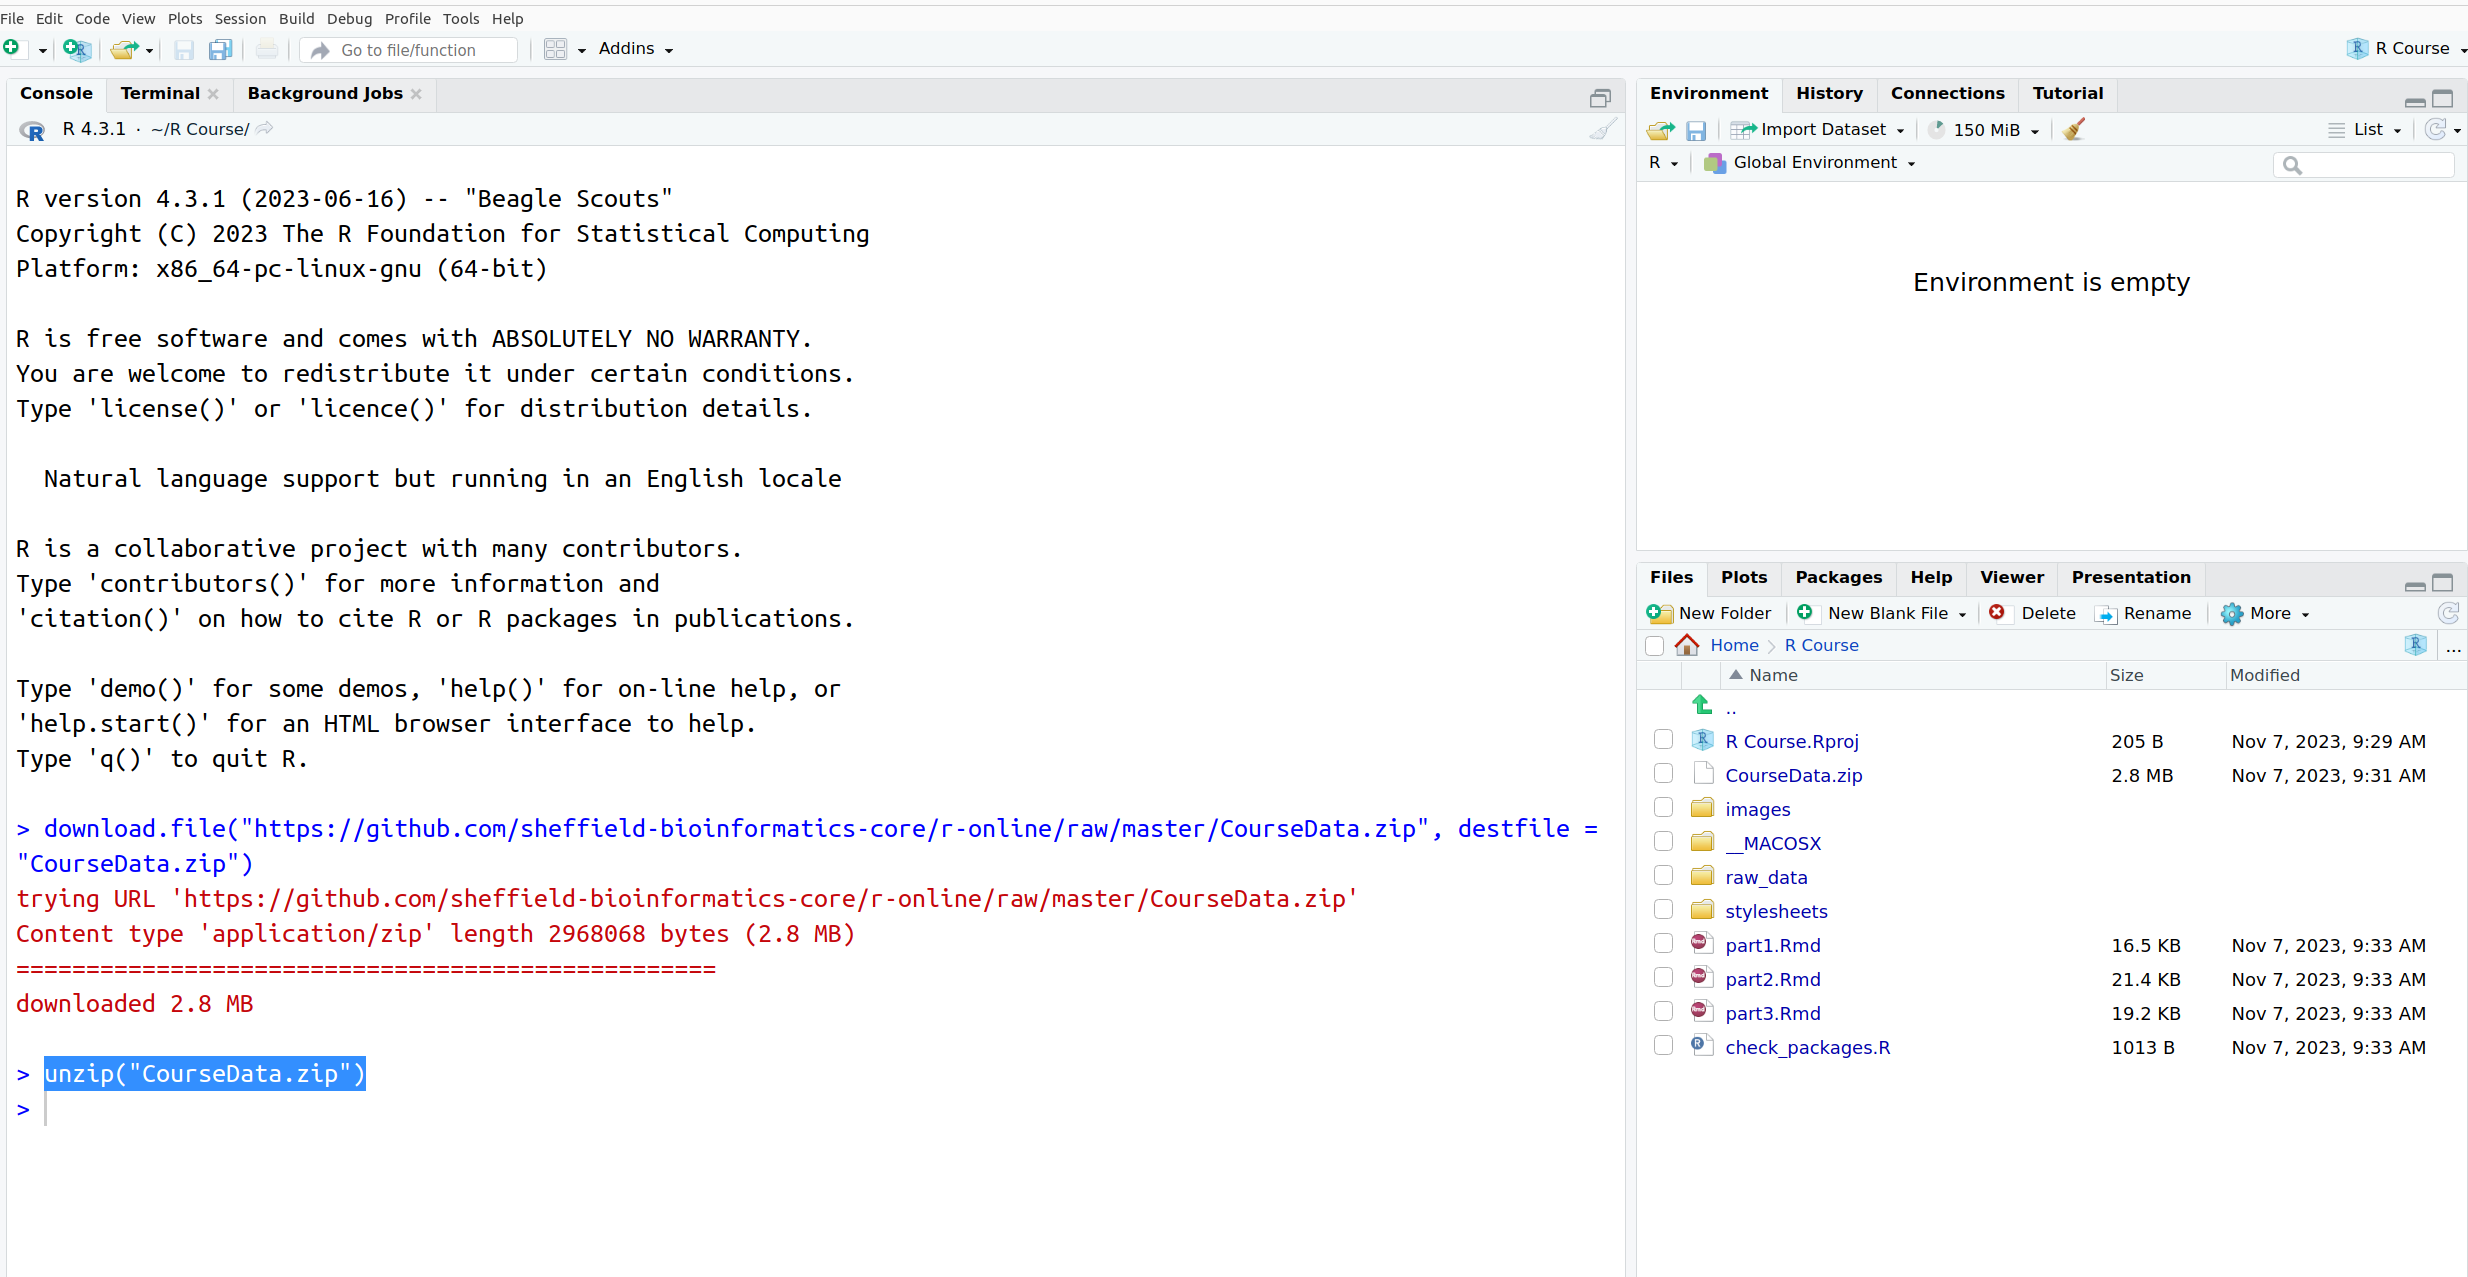 File Edit Code View Plots Session Build Debug Profile Tools Help
Go to file/function Addins R Course
Console Terminal Background Jobs
R 4.3.1 · ~/R Course/
R version 4.3.1 (2023-06-16) -- "Beagle Scouts"
Copyright (C) 2023 The R Foundation for Statistical Computing
Platform: x86_64-pc-linux-gnu (64-bit)
R is free software and comes with ABSOLUTELY NO WARRANTY.
You are welcome to redistribute it under certain conditions.
Type 'license()' or 'licence()' for distribution details.
Natural language support but running in an English locale
R is a collaborative project with many contributors.
Type 'contributors()' for more information and
'citation()' on how to cite R or R packages in publications.
Type 'demo()' for some demos, 'help()' for on-line help, or
'help.start()' for an HTML browser interface to help.
Type 'q()' to quit R.
> download.file("https://github.com/sheffield-bioinformatics-core/r-online/raw/master/CourseData.zip", destfile =
"CourseData.zip")
trying URL 'https://github.com/sheffield-bioinformatics-core/r-online/raw/master/CourseData.zip'
Content type 'application/zip' length 2968068 bytes (2.8 MB)
==================================================
downloaded 2.8 MB
> unzip("CourseData.zip")
>
Environment History Connections Tutorial
Import Dataset 150 MiB List
R Global Environment
Environment is empty
Files Plots Packages Help Viewer Presentation
New Folder New Blank File Delete Rename More
Home R Course ...
Name Size Modified
..
R Course.Rproj 205 B Nov 7, 2023, 9:29 AM
CourseData.zip 2.8 MB Nov 7, 2023, 9:31 AM
images
__MACOSX
raw_data
stylesheets
part1.Rmd 16.5 KB Nov 7, 2023, 9:33 AM
part2.Rmd 21.4 KB Nov 7, 2023, 9:33 AM
part3.Rmd 19.2 KB Nov 7, 2023, 9:33 AM
check_packages.R 1013 B Nov 7, 2023, 9:33 AM